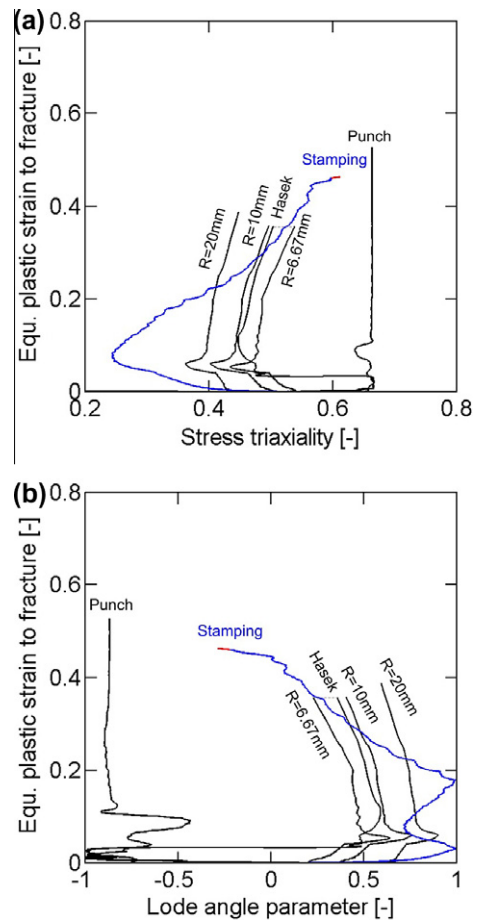 (a)
0.8
0.6
0.4
0.2
0
Equ. plastic strain to fracture [-]
Punch
Stamping
R=20mm
R=10mm
Hasek
R=6.67mm
0.2 0.4 0.6 0.8
Stress triaxiality [-]
(b)
0.8
0.6
0.4
0.2
0
Equ. plastic strain to fracture [-]
Punch
Stamping
R=6.67mm
Hasek
R=10mm
R=20mm
-1 -0.5 0 0.5 1
Lode angle parameter [-]